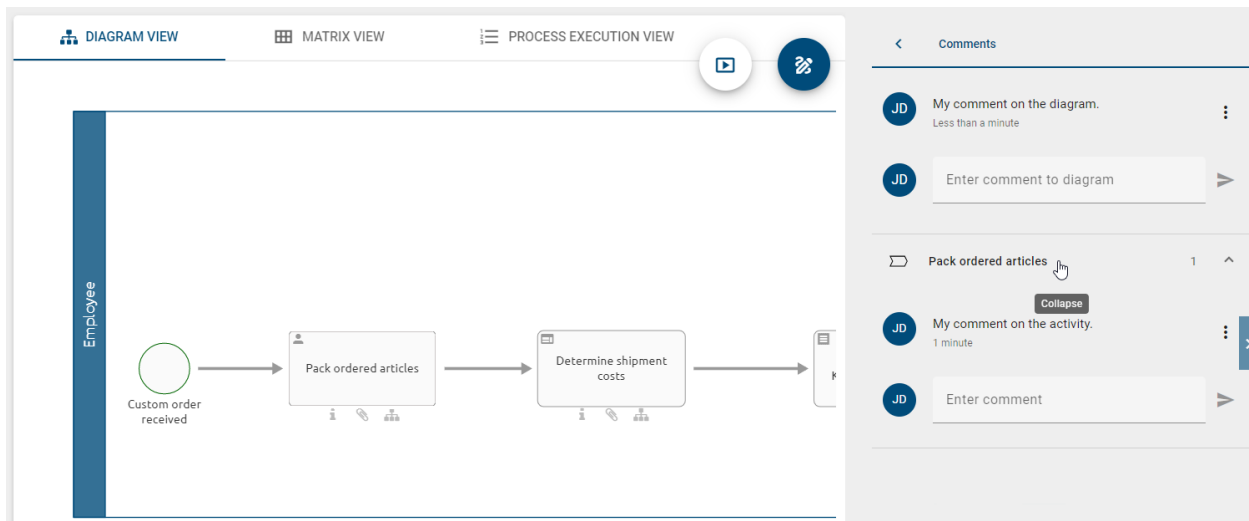 DIAGRAM VIEW
MATRIX VIEW
PROCESS EXECUTION VIEW
Employee
Custom order
received
Pack ordered articles
Determine shipment
costs
K
Comments
JD
My comment on the diagram.
Less than a minute
JD
Enter comment to diagram
Pack ordered articles
1
Collapse
JD
My comment on the activity.
1 minute
JD
Enter comment